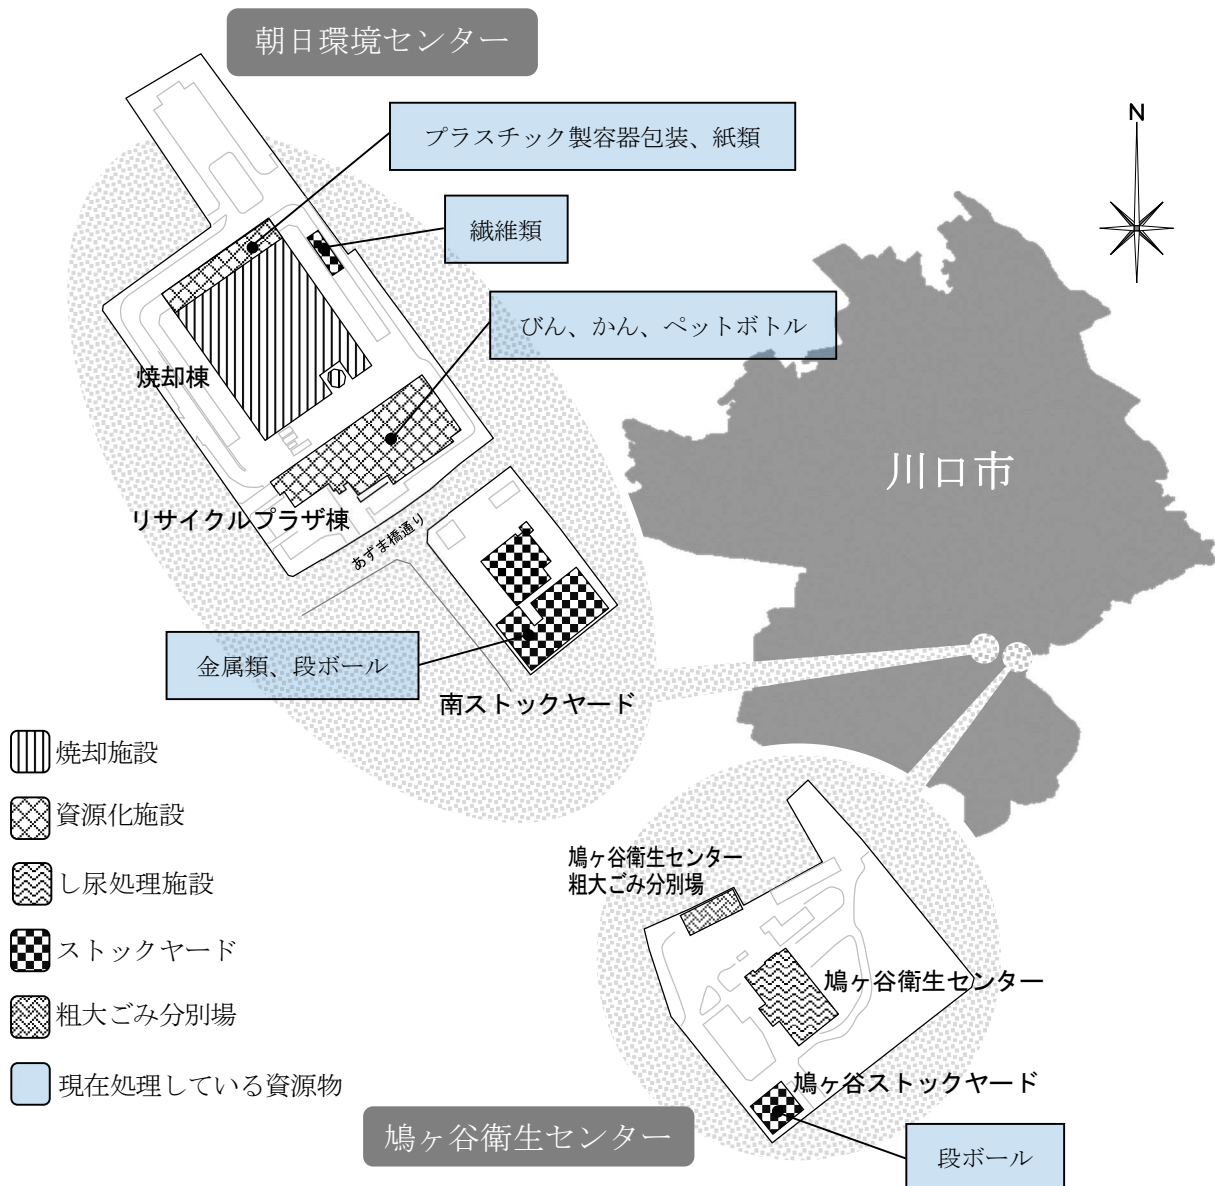 朝日環境センター
プラスチック製容器包装、紙類
N
繊維類
びん、かん、ペットボトル
焼却棟
川口市
リサイクルプラザ棟
あずま橋通り
金属類、段ボール
南ストックヤード
焼却施設
資源化施設
し尿処理施設
ストックヤード
粗大ごみ分別場
現在処理している資源物
鳩ヶ谷衛生センター
粗大ごみ分別場
鳩ヶ谷衛生センター
鳩ヶ谷ストックヤード
鳩ヶ谷衛生センター
段ボール